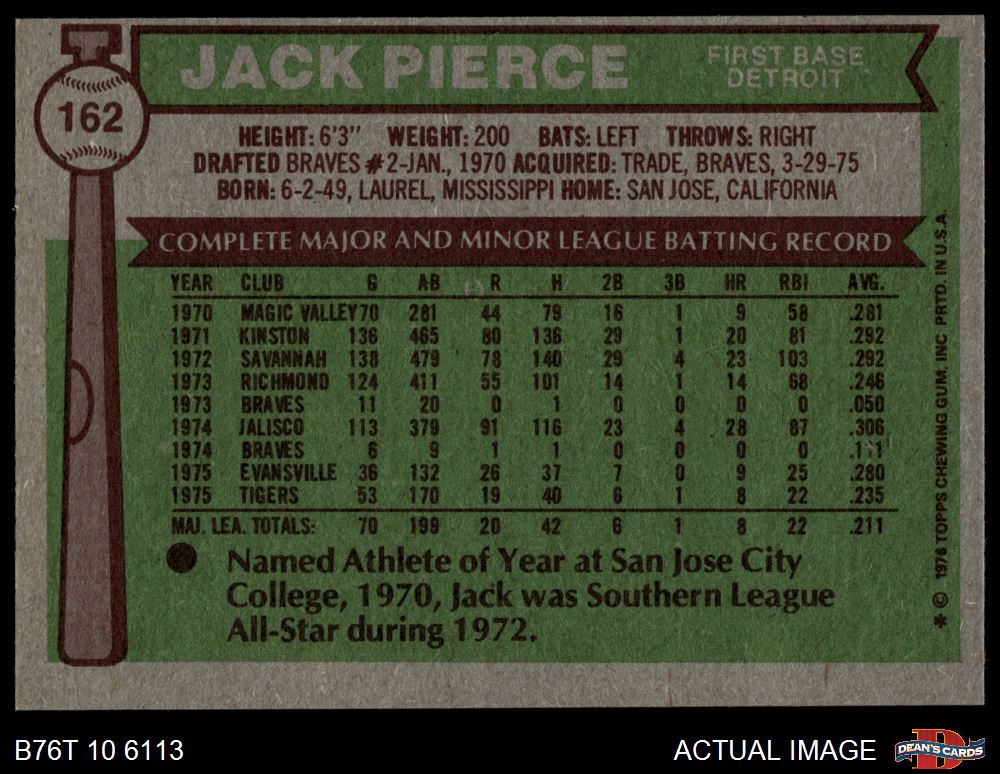 162
JACK PIERCE
FIRST BASE
DETROIT
HEIGHT: 6'3" WEIGHT: 200 BATS: LEFT THROWS: RIGHT
DRAFTED BRAVES #2-JAN., 1970 ACQUIRED: TRADE, BRAVES, 3-29-75
BORN: 6-2-49, LAUREL, MISSISSIPPI HOME: SAN JOSE, CALIFORNIA
COMPLETE MAJOR AND MINOR LEAGUE BATTING RECORD
YEAR CLUB G AB R H 2B 3B HR RBI AVG.
1970 MAGIC VALLEY 70 281 44 79 16 1 9 58 .281
1971 KINSTON 136 465 80 136 29 1 20 81 .292
1972 SAVANNAH 138 479 78 140 29 4 23 103 .292
1973 RICHMOND 124 411 55 101 14 1 14 68 .246
1973 BRAVES 11 20 0 1 0 0 0 0 .050
1974 JALISCO 113 379 91 116 23 4 28 87 .306
1974 BRAVES 6 9 1 1 0 0 0 0 .111
1975 EVANSVILLE 36 132 26 37 7 0 9 25 .280
1975 TIGERS 53 170 19 40 6 1 8 22 .235
MAJ. LEA. TOTALS: 70 199 20 42 6 1 8 22 .211
● Named Athlete of Year at San Jose City
College, 1970, Jack was Southern League
All-Star during 1972.
* © 1976 TOPPS CHEWING GUM. INC PRTD. IN U.S.A.
B76T 10 6113
ACTUAL IMAGE
DEAN'S CARDS